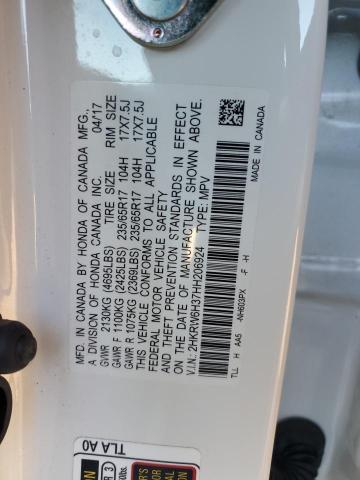 MFD. IN CANADA BY HONDA OF CANADA MFG.,
A DIVISION OF HONDA CANADA INC. 04/17
GVWR 2130KG (4695LBS) TIRE SIZE RIM SIZE
GAWR F 1100KG (2425LBS) 235/65R17 104H 17X7.5J
GAWR R 1075KG (2369LBS) 235/65R17 104H 17X7.5J
THIS VEHICLE CONFORMS TO ALL APPLICABLE
FEDERAL MOTOR VEHICLE SAFETY
AND THEFT PREVENTION STANDARDS IN EFFECT
ON THE DATE OF MANUFACTURE SHOWN ABOVE.
V.I.N.: 2HKRW6H37HH206924 TYPE: MPV
TLL H AA6 -NH603PX -F -H
MADE IN CANADA
TLA A0